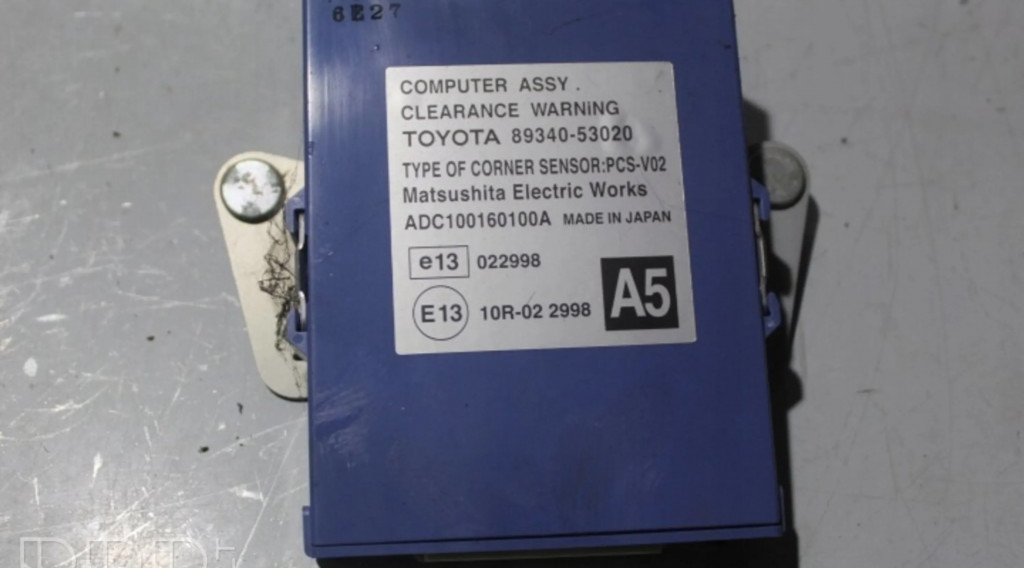 6E27
COMPUTER ASSY.
CLEARANCE WARNING
TOYOTA 89340-53020
TYPE OF CORNER SENSOR:PCS-V02
Matsushita Electric Works
ADC100160100A MADE IN JAPAN
e13 022998
E13 10R-02 2998
A5